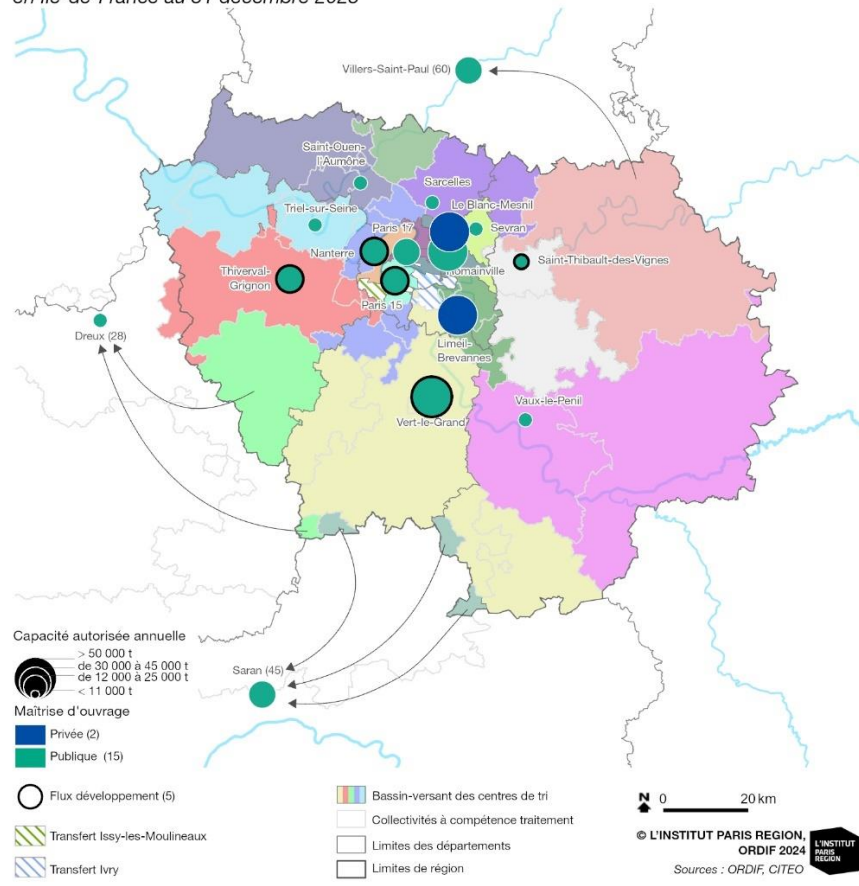 en Île-de-France au 31 décembre 2023
Villers-Saint-Paul (60)
Saint-Ouen-
l'Aumône
Sarcelles
Le Blanc-Mesnil
Triel-sur-Seine
Paris 17
Sevran
Nanterre
Romainville
Saint-Thibault-des-Vignes
Thiverval-
Grignon
Paris 15
Dreux (28)
Limeil-
Brevannes
Vaux-le-Penil
Vert-le-Grand
Saran (45)
Capacité autorisée annuelle
> 50 000 t
de 30 000 à 45 000 t
de 12 000 à 25 000 t
< 11 000 t
Maîtrise d'ouvrage
Privée (2)
Publique (15)
Flux développement (5)
Transfert Issy-les-Moulineaux
Transfert Ivry
Bassin-versant des centres de tri
Collectivités à compétence traitement
Limites des départements
Limites de région
N 0 20 km
© L'INSTITUT PARIS REGION,
ORDIF 2024
Sources : ORDIF, CITEO
L'INSTITUT
PARIS
REGION